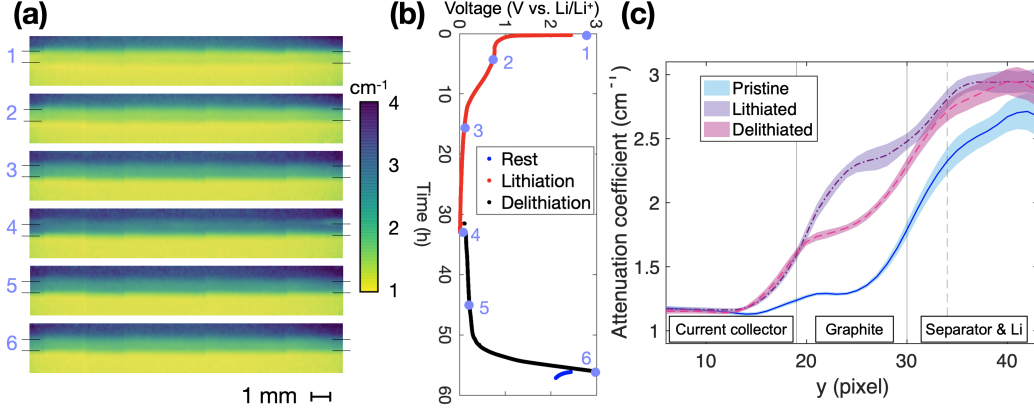 (a)
1
2
3
4
5
6
cm⁻¹
4
3
2
1
1 mm
(b)
Voltage (V vs. Li/Li⁺)
0 1 2 3
0
10
20
30
40
50
60
Time (h)
1
2
3
4
5
6
Rest
Lithiation
Delithiation
(c)
Attenuation coefficient (cm⁻¹)
3
2.5
2
1.5
1
Pristine
Lithiated
Delithiated
Current collector
Graphite
Separator & Li
10 20 30 40
y (pixel)